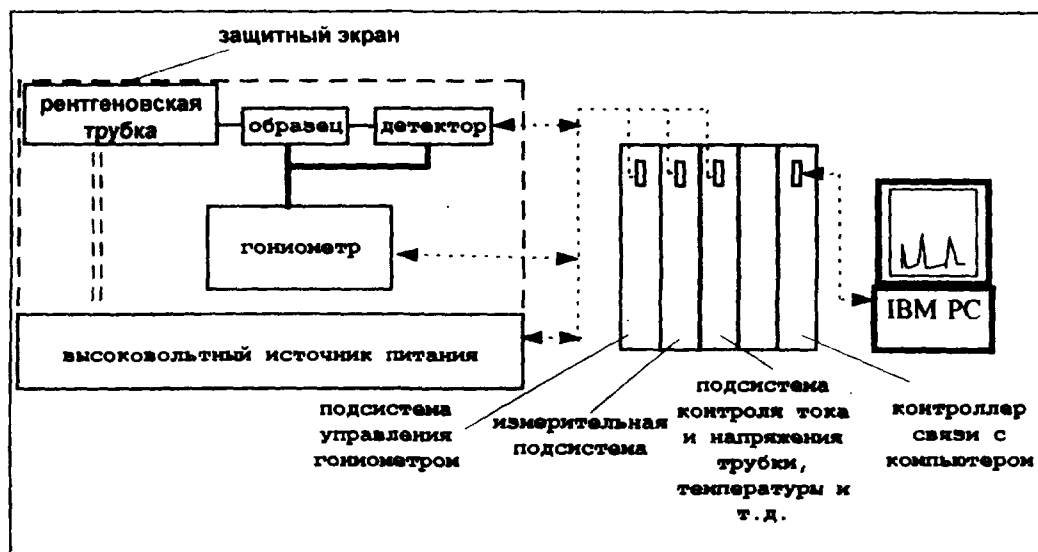 защитный экран
рентгеновская
трубка
образец
детектор
гониометр
высоковольтный источник питания
IBM PC
подсистема
управления
гониометром
измерительная
подсистема
подсистема
контроля тока
и напряжения
трубки,
температуры и
т.д.
контроллер
связи с
компьютером